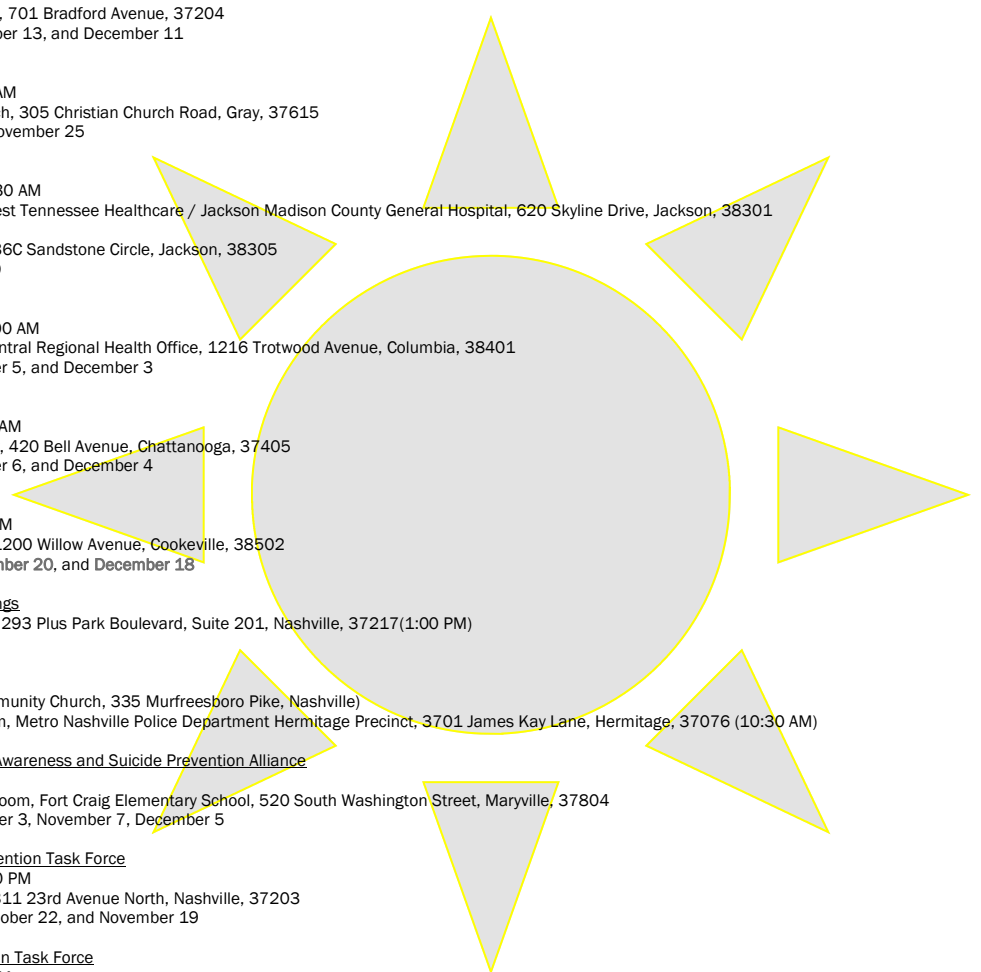 , 701 Bradford Avenue, 37204
er 13, and December 11
AM
h, 305 Christian Church Road, Gray, 37615
ovember 25
30 AM
est Tennessee Healthcare / Jackson Madison County General Hospital, 620 Skyline Drive, Jackson, 38301
36C Sandstone Circle, Jackson, 38305
00 AM
ntral Regional Health Office, 1216 Trotwood Avenue, Columbia, 38401
r 5, and December 3
AM
, 420 Bell Avenue, Chattanooga, 37405
r 6, and December 4
M
1200 Willow Avenue, Cookeville, 38502
mber 20, and December 18
gs
293 Plus Park Boulevard, Suite 201, Nashville, 37217(1:00 PM)
munity Church, 335 Murfreesboro Pike, Nashville)
m, Metro Nashville Police Department Hermitage Precinct, 3701 James Kay Lane, Hermitage, 37076 (10:30 AM)
Awareness and Suicide Prevention Alliance
oom, Fort Craig Elementary School, 520 South Washington Street, Maryville, 37804
er 3, November 7, December 5
ention Task Force
0 PM
311 23rd Avenue North, Nashville, 37203
ober 22, and November 19
n Task Force